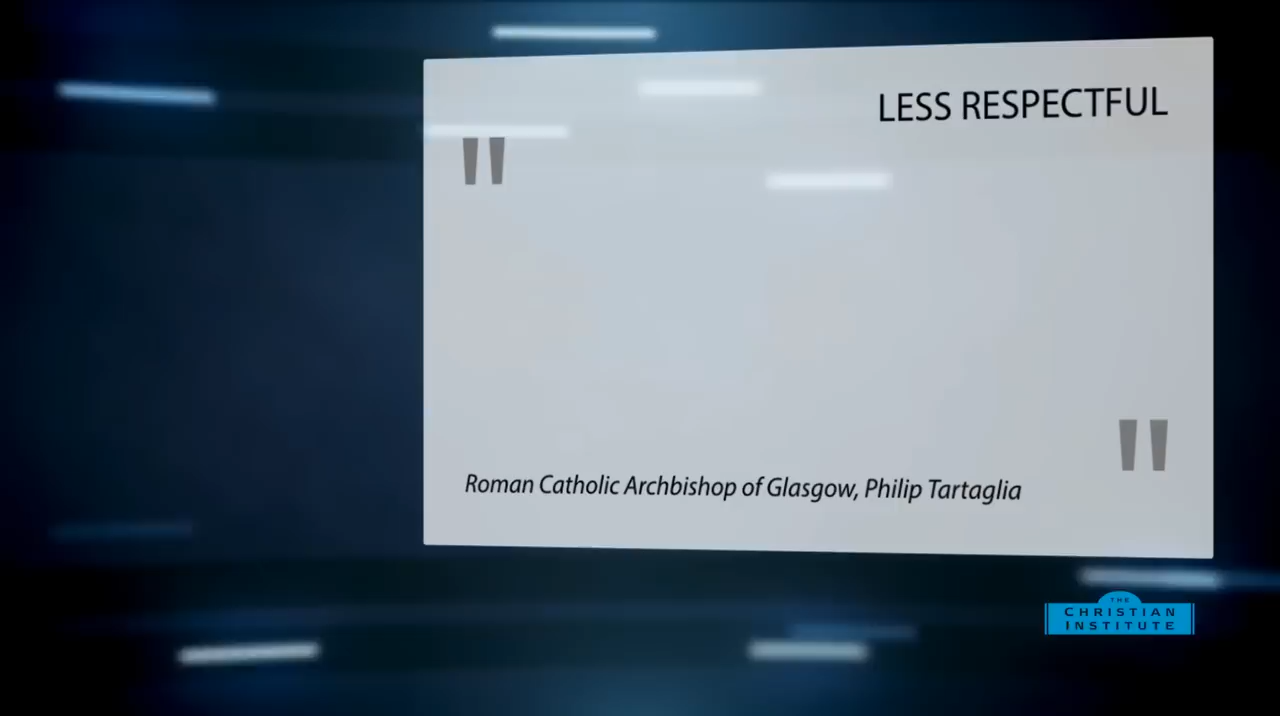 LESS RESPECTFUL
"
"
Roman Catholic Archbishop of Glasgow, Philip Tartaglia
THE
CHRISTIAN
INSTITUTE